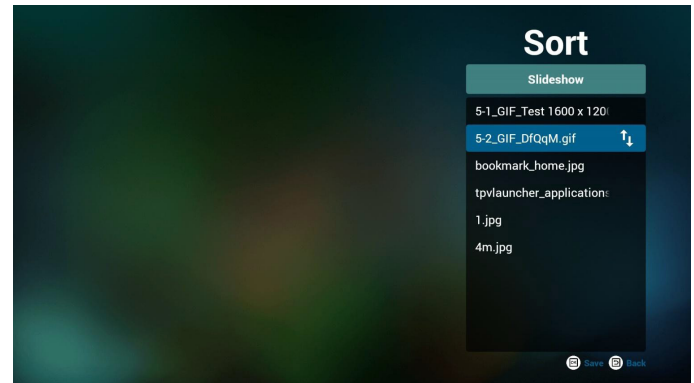 Sort
Slideshow
5-1_GIF_Test 1600 x 120
5-2_GIF_DfQqM.gif
bookmark_home.jpg
tpvlauncher_applications
1.jpg
4m.jpg
Save Back